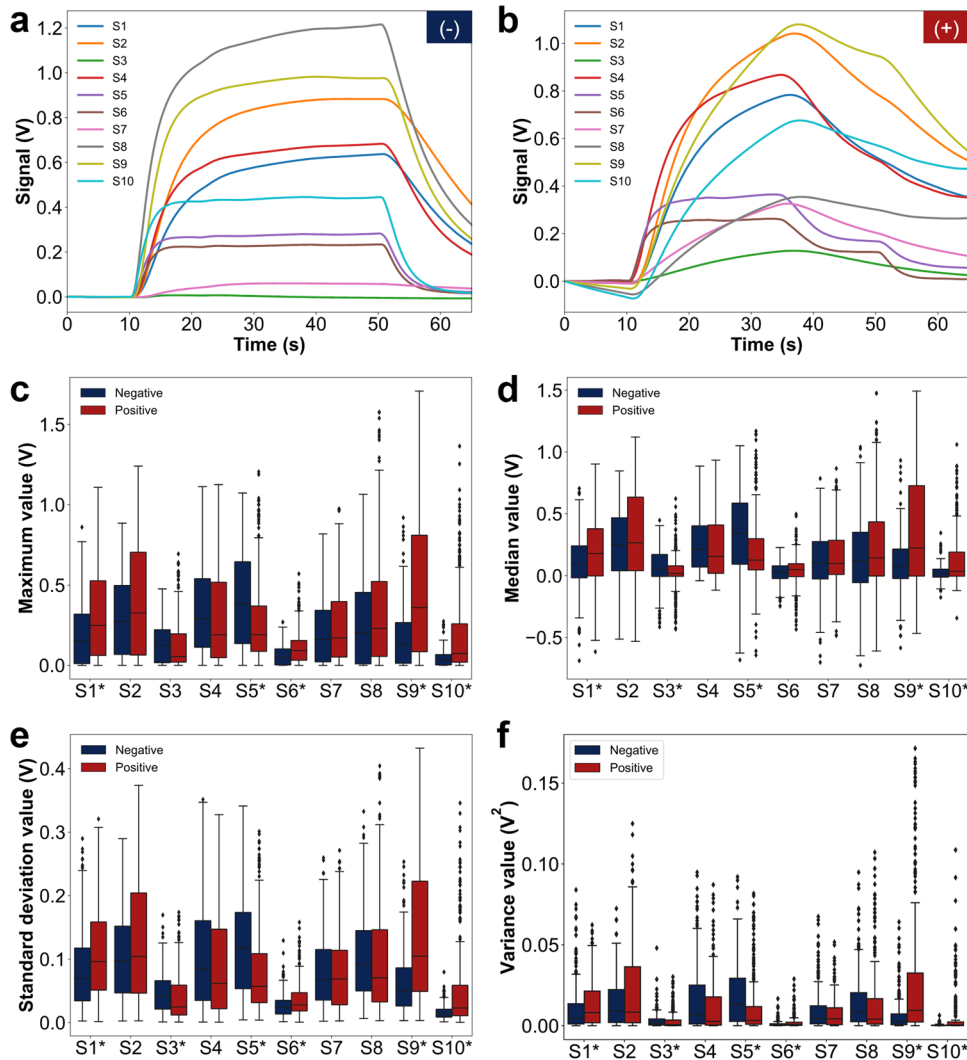 a
(-)
S1
S2
S3
S4
S5
S6
S7
S8
S9
S10
Signal (V)
1.2
1.0
0.8
0.6
0.4
0.2
0.0
0 10 20 30 40 50 60
Time (s)
b
(+)
S1
S2
S3
S4
S5
S6
S7
S8
S9
S10
Signal (V)
1.0
0.8
0.6
0.4
0.2
0.0
0 20 40 60
Time (s)
c
Negative
Positive
Maximum value (V)
1.5
1.0
0.5
0.0
S1* S2 S3 S4 S5* S6* S7 S8 S9* S10*
d
Negative
Positive
Median value (V)
1.5
1.0
0.5
0.0
−0.5
S1* S2 S3* S4 S5* S6 S7 S8 S9* S10*
e
Negative
Positive
Standard deviation value (V)
0.4
0.3
0.2
0.1
0.0
S1* S2 S3* S4 S5* S6* S7 S8 S9* S10*
f
Negative
Positive
Variance value (V²)
0.15
0.10
0.05
0.00
S1* S2 S3* S4 S5* S6* S7 S8 S9* S10*